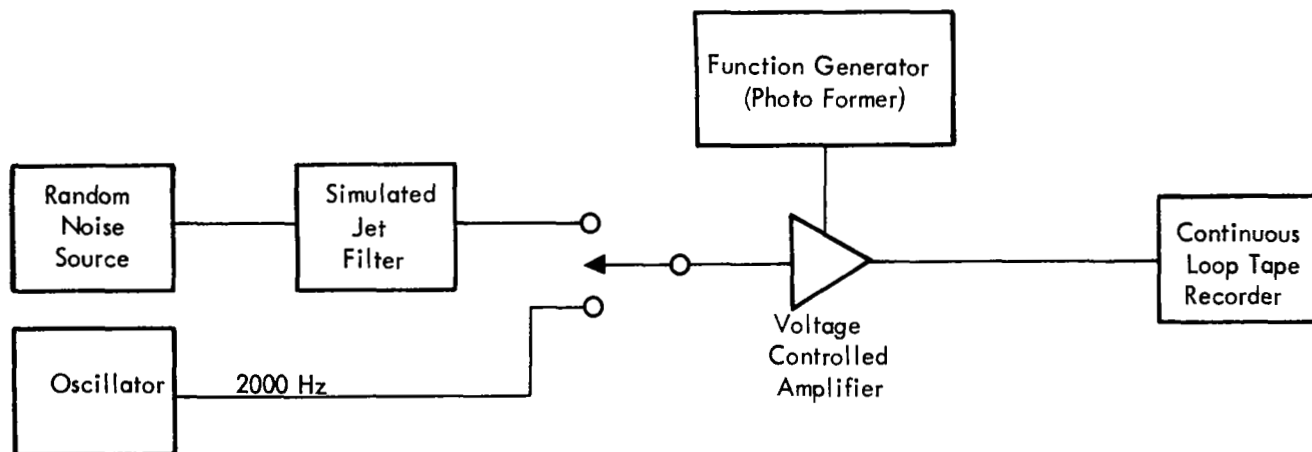 Function Generator
(Photo Former)
Random
Noise
Source
Simulated
Jet
Filter
Continuous
Loop Tape
Recorder
Voltage
Controlled
Amplifier
Oscillator
2000 Hz